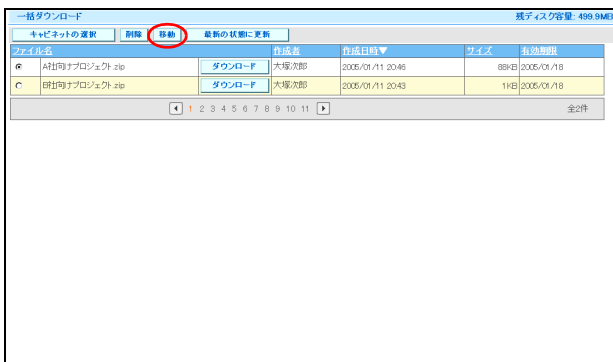 一括ダウンロード 残ディスク容量: 499.9MB
キャビネットの選択 削除 移動 最新の状態に更新
ファイル名 作成者 作成日時▼ サイズ 有効期限
A社向けプロジェクト.zip ダウンロード 大塚次郎 2005/01/11 20:46 88KB 2005/01/18
B社向けプロジェクト.zip ダウンロード 大塚次郎 2005/01/11 20:43 1KB 2005/01/18
1 2 3 4 5 6 7 8 9 10 11 全2件